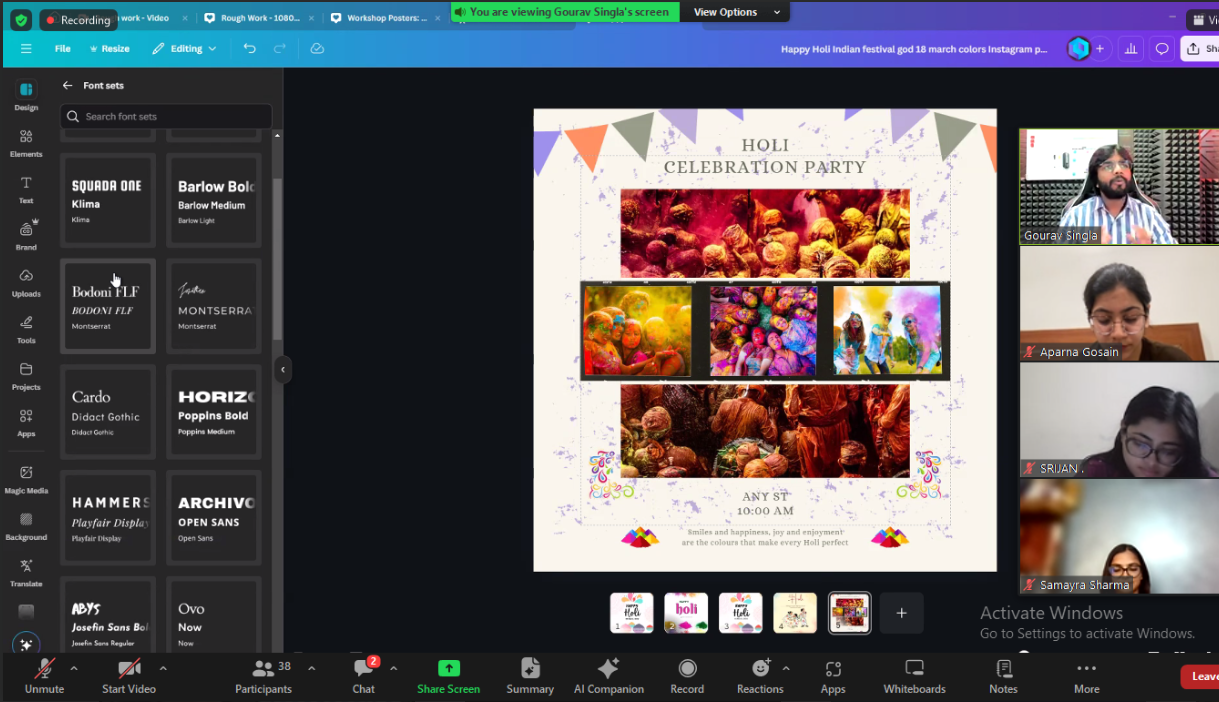 Recording
work - Video
Rough Work - 1080...
Workshop Posters: ...
You are viewing Gourav Singla's screen
View Options
File
Resize
Editing
Happy Holi Indian festival god 18 march colors Instagram p...
Design
Elements
Text
Brand
Uploads
Tools
Projects
Apps
Magic Media
Background
Translate
Font sets
Search font sets
SQUADA ONE
Klima
Klima
Barlow Medium
Barlow Light
Bodoni FLF
BODONI FLF
Montserrat
MONTSERRAT
Montserrat
Cardo
Didact Gothic
Didact Gothic
Poppins Bold
Poppins Medium
HAMMERS
Playfair Display
Playfair Display
ARCHIVO
OPEN SANS
Open Sans
ABYS
Josefin Sans Bol
Josefin Sans Regular
Ovo
Now
Now
HOLI
CELEBRATION PARTY
ANY ST
10:00 AM
Smiles and happiness, joy and enjoyment
are the colours that make every Holi perfect
1
2
3
4
5
Gourav Singla
Aparna Gosain
SRIJAN .
Samayra Sharma
Activate Windows
Go to Settings to activate Windows.
Unmute
Start Video
Participants
38
Chat
2
Share Screen
Summary
AI Companion
Record
Reactions
Apps
Whiteboards
Notes
More
Leave